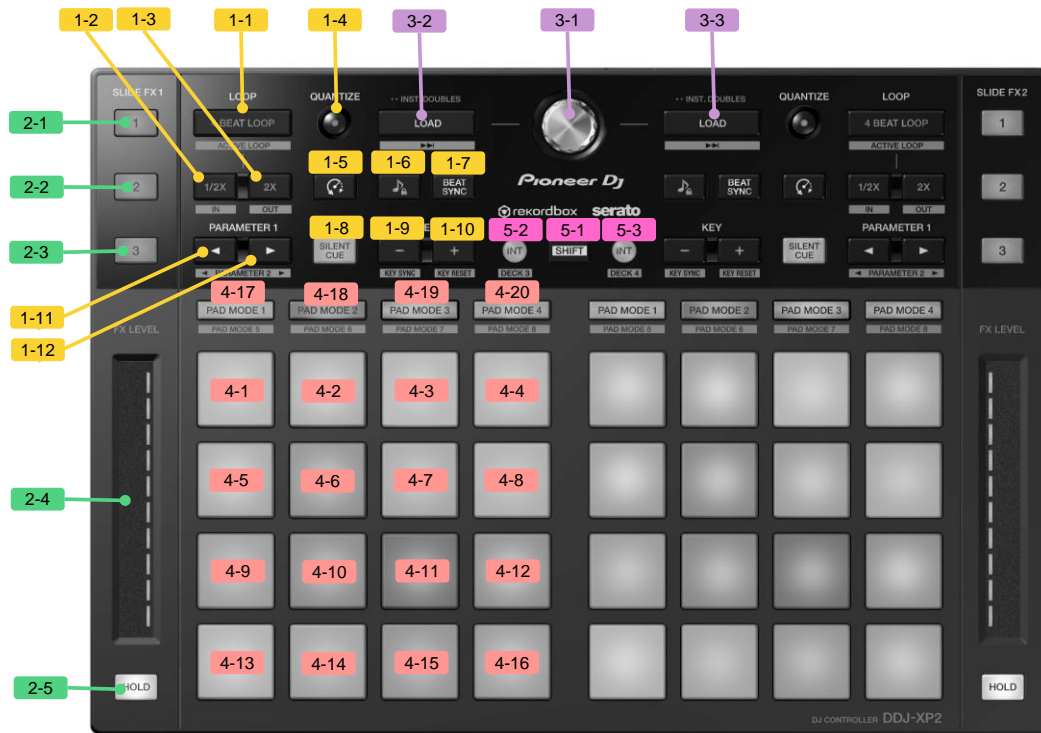 1-2 1-3 1-1 1-4 3-2 3-1 3-3
SLIDE FX 1 LOOP QUANTIZE •• INST. DOUBLES •• INST. DOUBLES QUANTIZE LOOP SLIDE FX 2
2-1 1 BEAT LOOP LOAD LOAD 4 BEAT LOOP 1
ACTIVE LOOP ▶▶| ▶▶| ACTIVE LOOP
1-5 1-6 1-7
2-2 2 1/2X 2X BEAT SYNC Pioneer Dj BEAT SYNC 1/2X 2X 2
IN OUT IN OUT
rekordbox serato
PARAMETER 1 1-8 1-9 1-10 5-2 5-1 5-3 KEY PARAMETER 1
2-3 3 ◀ ▶ SILENT CUE − + INT SHIFT INT − + SILENT CUE ◀ ▶ 3
◀ PARAMETER 2 ▶ KEY SYNC KEY RESET DECK 3 DECK 4 KEY SYNC KEY RESET ◀ PARAMETER 2 ▶
4-17 4-18 4-19 4-20
1-11 PAD MODE 1 PAD MODE 2 PAD MODE 3 PAD MODE 4 PAD MODE 1 PAD MODE 2 PAD MODE 3 PAD MODE 4
FX LEVEL PAD MODE 5 PAD MODE 6 PAD MODE 7 PAD MODE 8 PAD MODE 5 PAD MODE 6 PAD MODE 7 PAD MODE 8 FX LEVEL
1-12
4-1 4-2 4-3 4-4
4-5 4-6 4-7 4-8
2-4
4-9 4-10 4-11 4-12
4-13 4-14 4-15 4-16
2-5 HOLD HOLD
DJ CONTROLLER DDJ-XP2